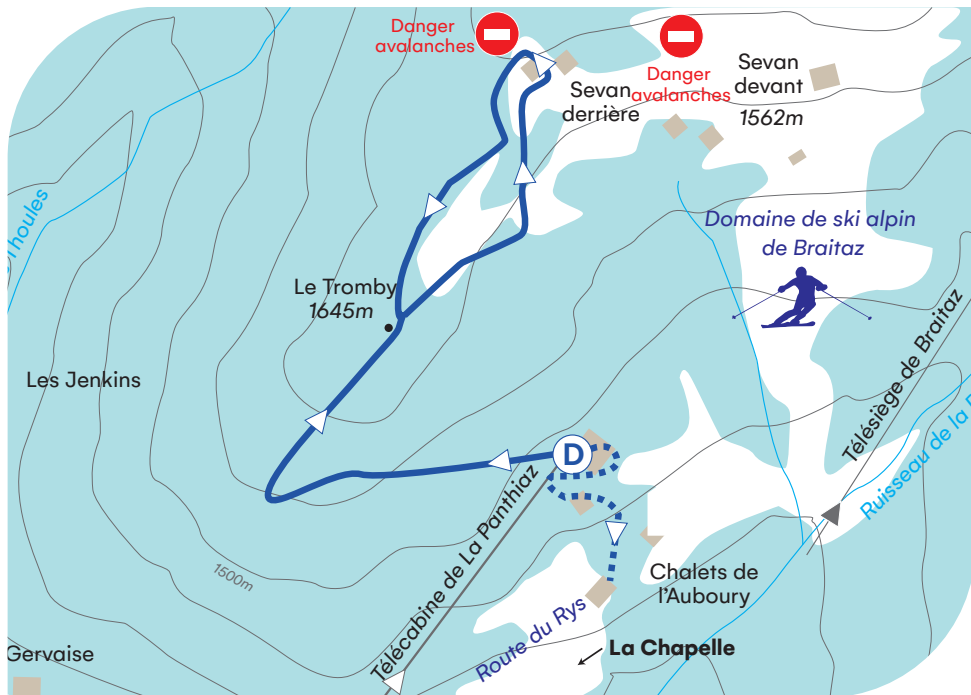 Danger
avalanches
Danger
avalanches
Sevan
derrière
Sevan
devant
1562m
Thoules
Domaine de ski alpin
de Braitaz
Le Tromby
1645m
Les Jenkins
Télésiège de Braitaz
Ruisseau de la
D
Télécabine de La Panthiaz
1500m
Chalets de
l'Auboury
Route du Rys
La Chapelle
Gervaise